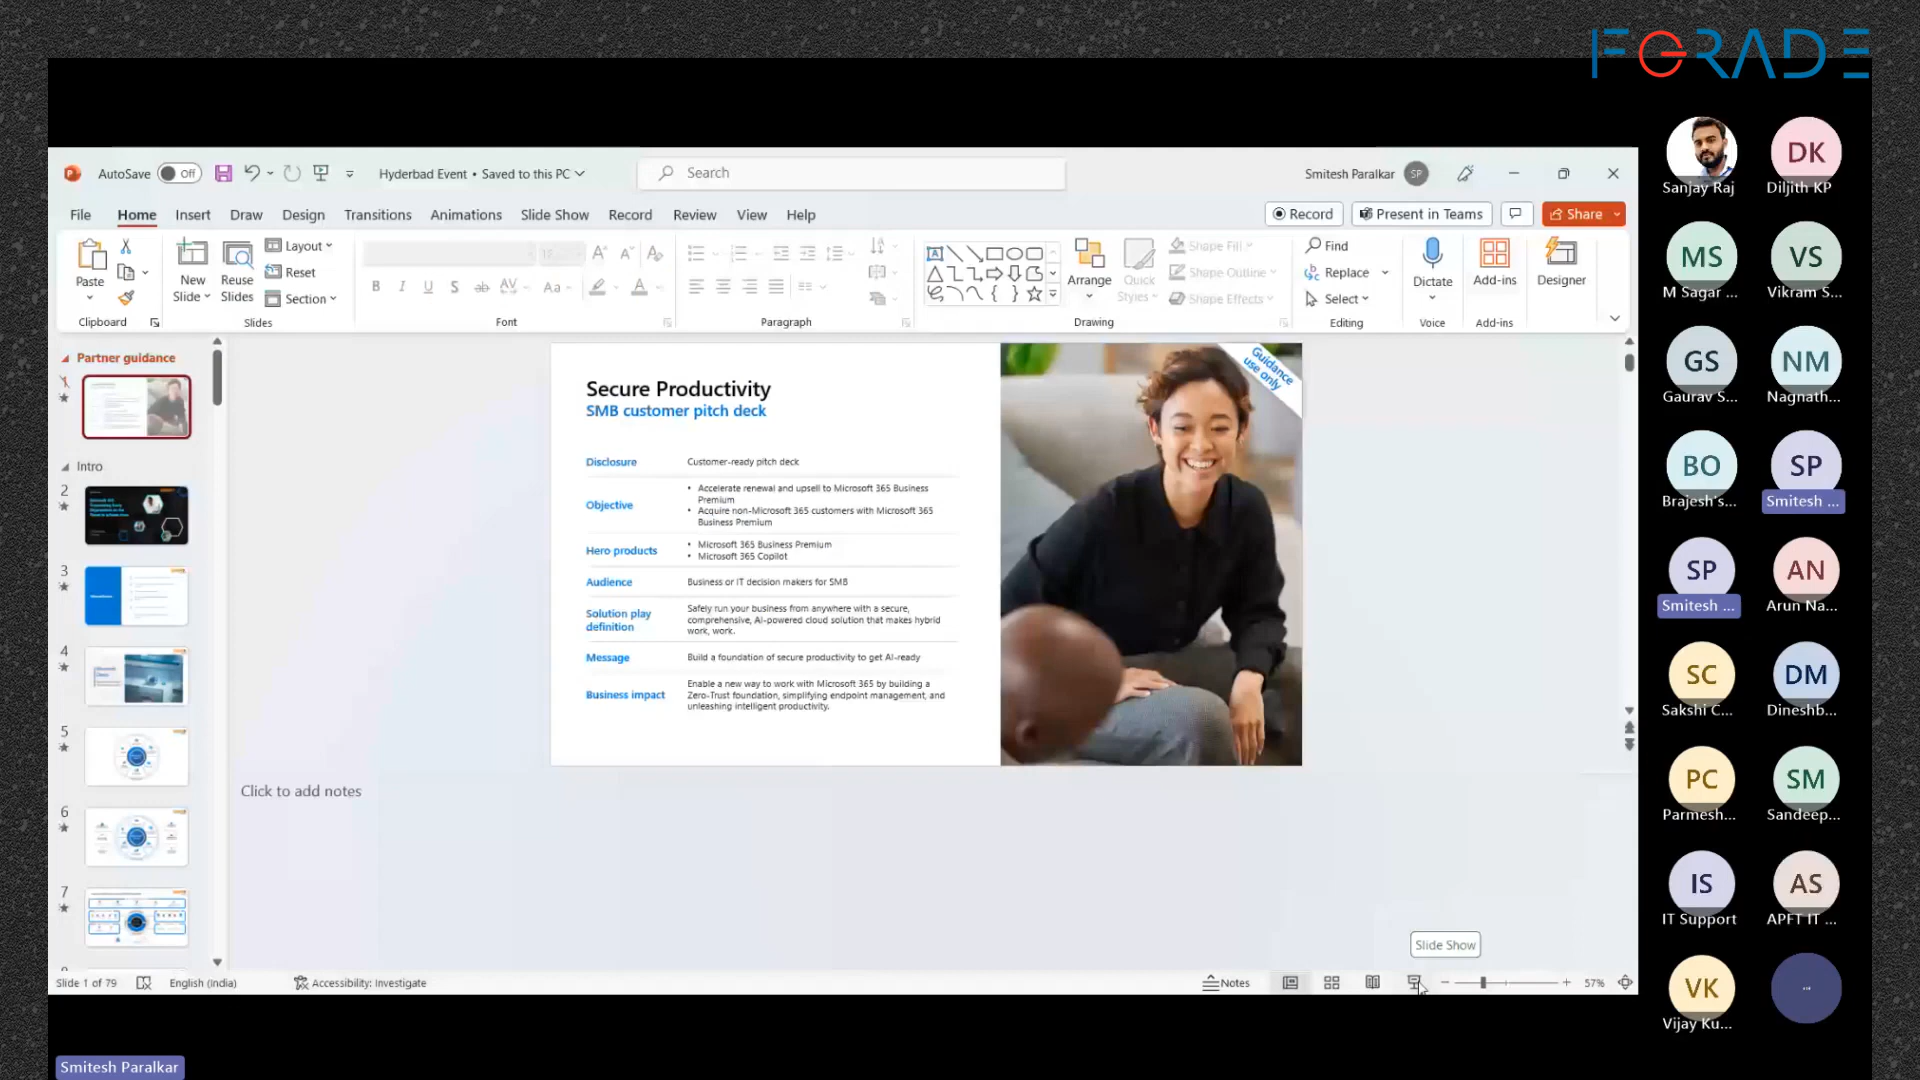 FGRADE
AutoSave Off
Hyderbad Event • Saved to this PC
Search
Smitesh Paralkar SP
File Home Insert Draw Design Transitions Animations Slide Show Record Review View Help
Record Present in Teams Share
Paste
Clipboard
New Slide
Reuse Slides
Layout
Reset
Section
Slides
B I U S ab AV Aa A
Font
Paragraph
Arrange
Quick Styles
Shape Fill
Shape Outline
Shape Effects
Drawing
Find
Replace
Select
Editing
Dictate
Voice
Add-ins
Add-ins
Designer
Partner guidance
Intro
2
3
4
5
6
7
Secure Productivity
SMB customer pitch deck
Guidance
use only
Disclosure Customer-ready pitch deck
Objective
• Accelerate renewal and upsell to Microsoft 365 Business
Premium
• Acquire non-Microsoft 365 customers with Microsoft 365
Business Premium
Hero products
• Microsoft 365 Business Premium
• Microsoft 365 Copilot
Audience Business or IT decision makers for SMB
Solution play
definition
Safely run your business from anywhere with a secure,
comprehensive, AI-powered cloud solution that makes hybrid
work, work.
Message Build a foundation of secure productivity to get AI-ready
Business impact
Enable a new way to work with Microsoft 365 by building a
Zero-Trust foundation, simplifying endpoint management, and
unleashing intelligent productivity.
Click to add notes
Slide Show
Slide 1 of 79 English (India) Accessibility: Investigate Notes 57%
Smitesh Paralkar
Sanjay Raj
DK
Diljith KP
MS
M Sagar ...
VS
Vikram S...
GS
Gaurav S...
NM
Nagnath...
BO
Brajesh's...
SP
Smitesh ...
SP
Smitesh ...
AN
Arun Na...
SC
Sakshi C...
DM
Dineshb...
PC
Parmesh...
SM
Sandeep...
IS
IT Support
AS
APFT IT ...
VK
Vijay Ku...
...